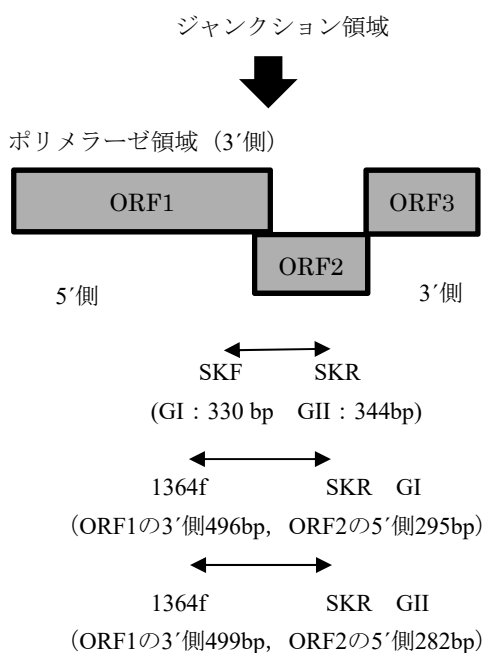 ジャンクション領域
ポリメラーゼ領域（3´側）
ORF1
ORF3
ORF2
5´側
3´側
SKF SKR
(GI：330 bp GII：344bp)
1364f SKR GI
（ORF1の3´側496bp，ORF2の5´側295bp）
1364f SKR GII
（ORF1の3´側499bp，ORF2の5´側282bp）